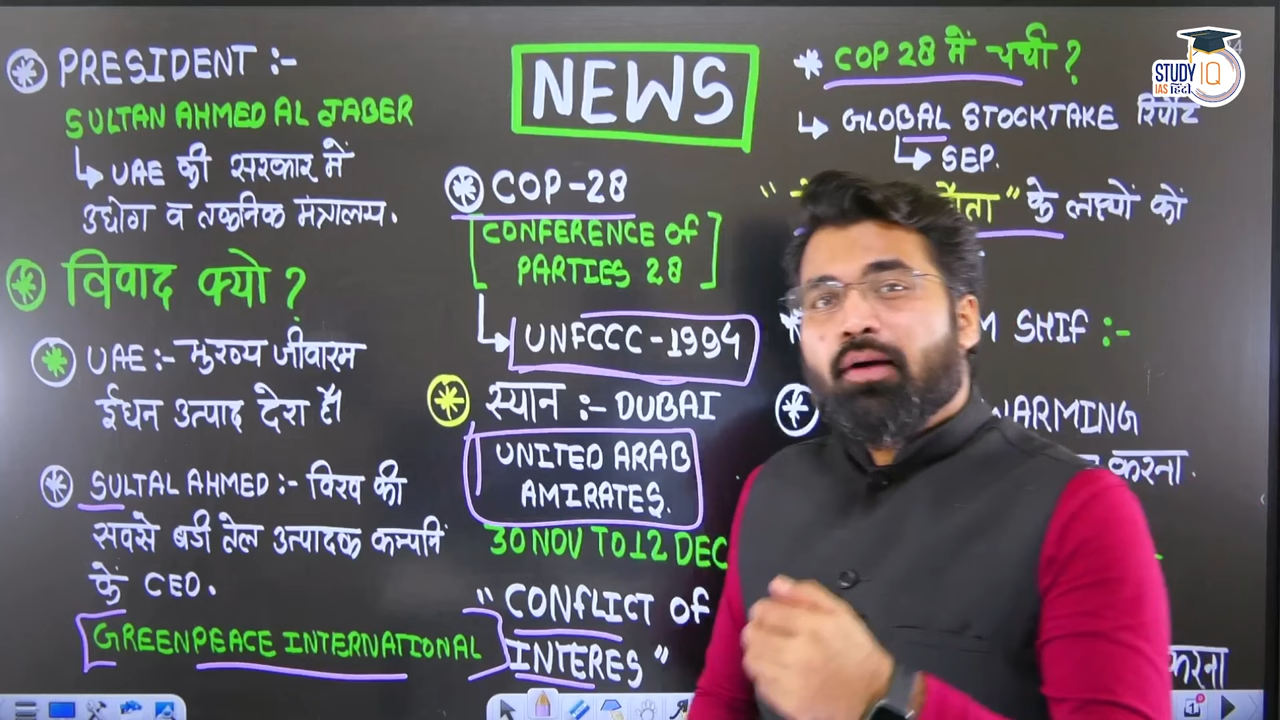 PRESIDENT :-
SULTAN AHMED AL JABER
UAE की सरकार में
उद्योग व तकनिक मंत्रालय.
विवाद क्यो ?
UAE :- मुख्य जीवाश्म
ईधन उत्पाद देश है।
SULTAL AHMED :- विश्व की
सबसे बडी तेल उत्पादक कम्पनि
के CEO.
GREENPEACE INTERNATIONAL
NEWS
COP-28
CONFERENCE OF
PARTIES 28
UNFCCC-1994
स्थान :- DUBAI
UNITED ARAB
AMIRATES.
30 NOV TO 12 DEC
"CONFLICT OF
INTERES"
COP 28 में चर्चा ?
GLOBAL STOCKTAKE रिपोर्ट
SEP.
" के लक्ष्यों कों
SHIF :-
करना.
करना
STUDY IQ
IAS हिंदी